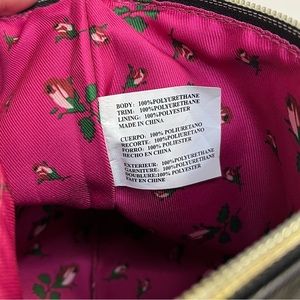 BODY: 100%POLYURETHANE
TRIM: 100%POLYURETHANE
LINING: 100%POLYESTER
MADE IN CHINA
CUERPO: 100% POLIURETANO
RECORTE: 100% POLIURETANO
FORRO: 100% POLIESTER
HECHO EN CHINA
EXTERIEUR: 100%POLYURETHANE
GARNITURE: 100%POLYURETHANE
DOUBLURE:100% POLYESTER
FAIT EN CHINE